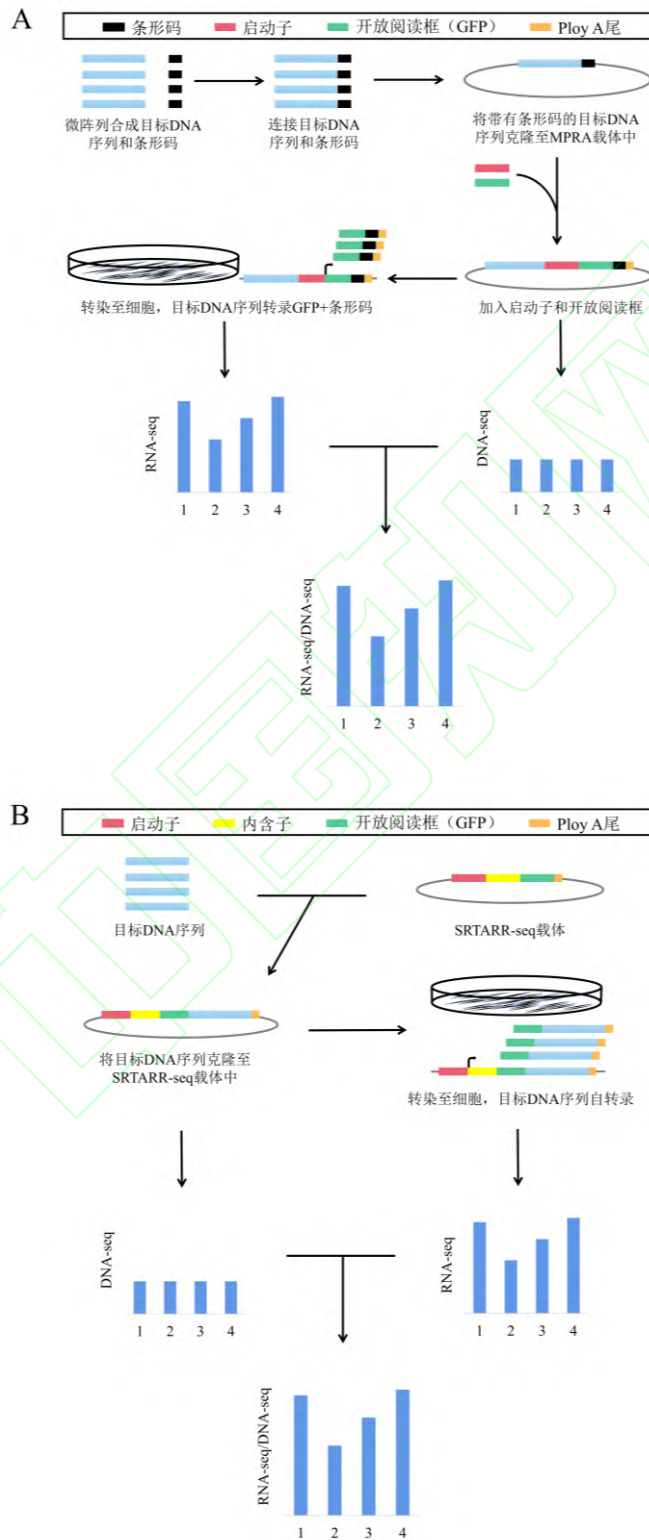 A
条形码 启动子 开放阅读框（GFP） Ploy A尾
微阵列合成目标DNA
序列和条形码
连接目标DNA
序列和条形码
将带有条形码的目标DNA
序列克隆至MPRA载体中
转染至细胞，目标DNA序列转录GFP+条形码
加入启动子和开放阅读框
RNA-seq
1 2 3 4
DNA-seq
1 2 3 4
RNA-seq/DNA-seq
1 2 3 4
B
启动子 内含子 开放阅读框（GFP） Ploy A尾
目标DNA序列
SRTARR-seq载体
将目标DNA序列克隆至
SRTARR-seq载体中
转染至细胞，目标DNA序列自转录
DNA-seq
1 2 3 4
RNA-seq
1 2 3 4
RNA-seq/DNA-seq
1 2 3 4